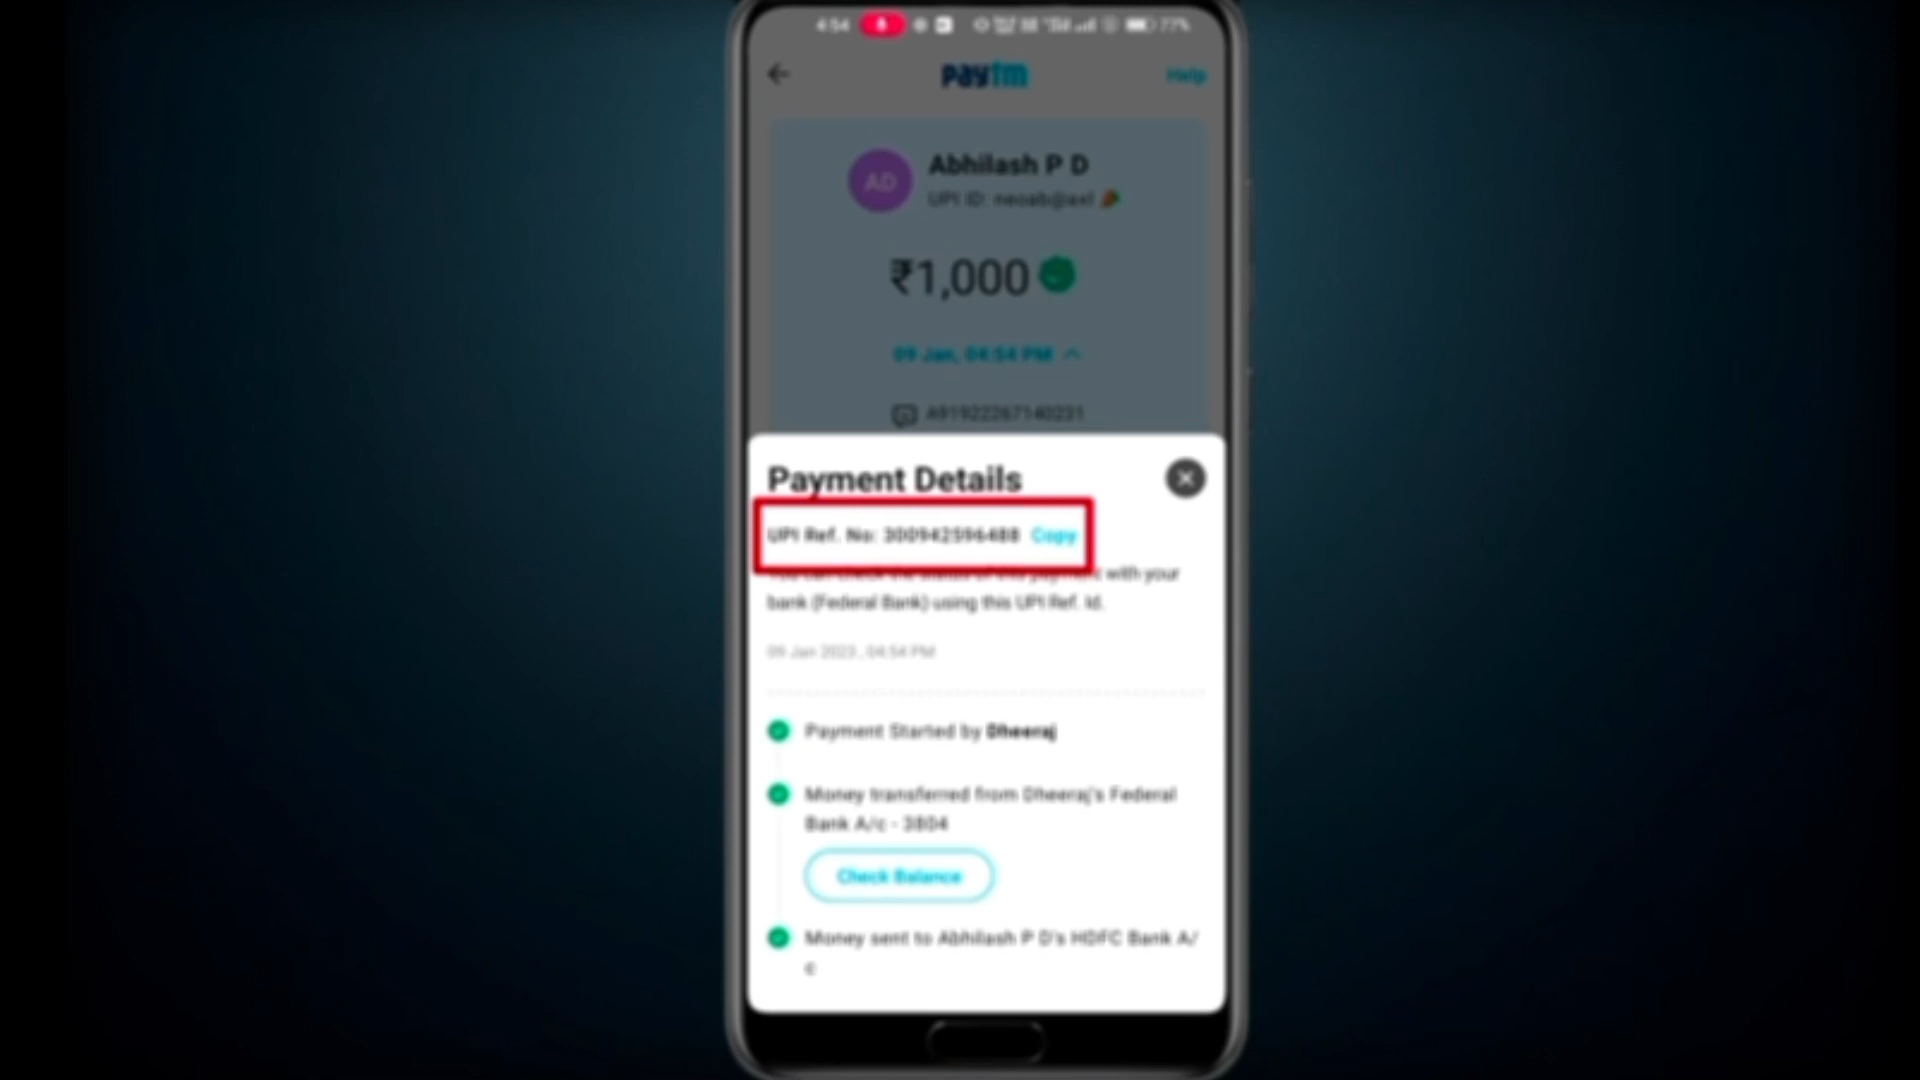 4:54
77%
paytm
Help
AD
Abhilash P D
UPI ID: neoab@axl
₹1,000
09 Jan, 04:54 PM
A919222267140231
Payment Details
UPI Ref. No: 300942596488 Copy
You can check the status of this payment with your
bank (Federal Bank) using this UPI Ref. Id.
09 Jan 2023, 04:54 PM
Payment Started by Dheeraj
Money transferred from Dheeraj's Federal
Bank A/c - 3804
Check Balance
Money sent to Abhilash P D's HDFC Bank A/
c